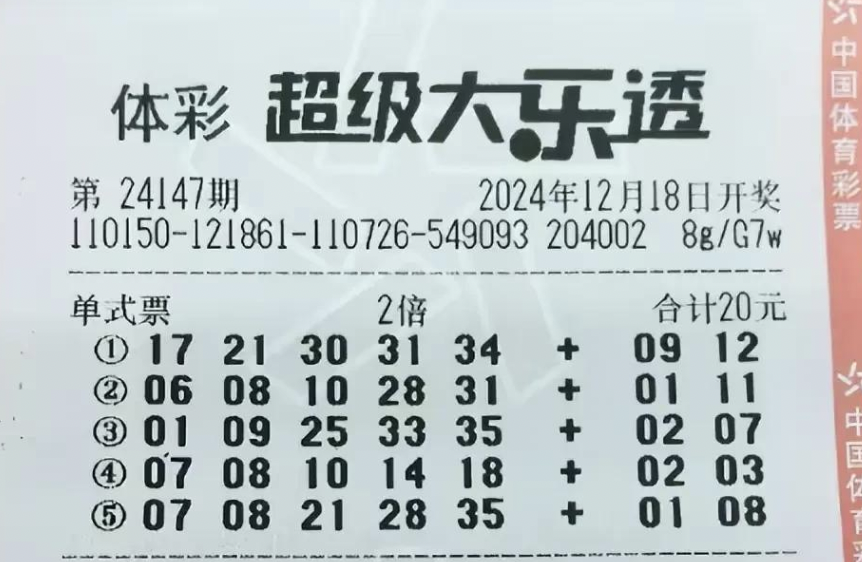 体彩 超级大乐透
第 24147期 2024年12月18日开奖
110150-121861-110726-549093 204002 8g/G7w
单式票 2倍 合计20元
① 17 21 30 31 34 + 09 12
② 06 08 10 28 31 + 01 11
③ 01 09 25 33 35 + 02 07
④ 07 08 10 14 18 + 02 03
⑤ 07 08 21 28 35 + 01 08
中国体育彩票
中国体育彩